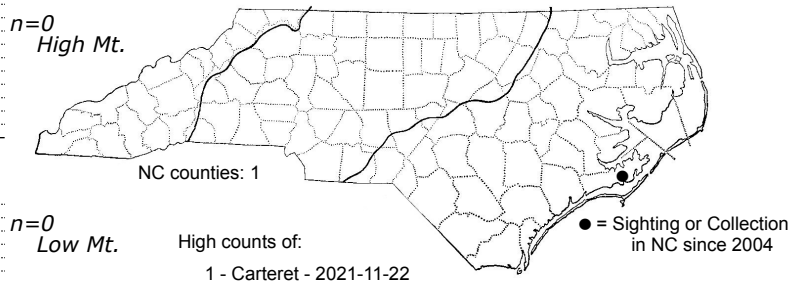 n=0
High Mt.
NC counties: 1
n=0
Low Mt.
High counts of:
1 - Carteret - 2021-11-22
● = Sighting or Collection
in NC since 2004